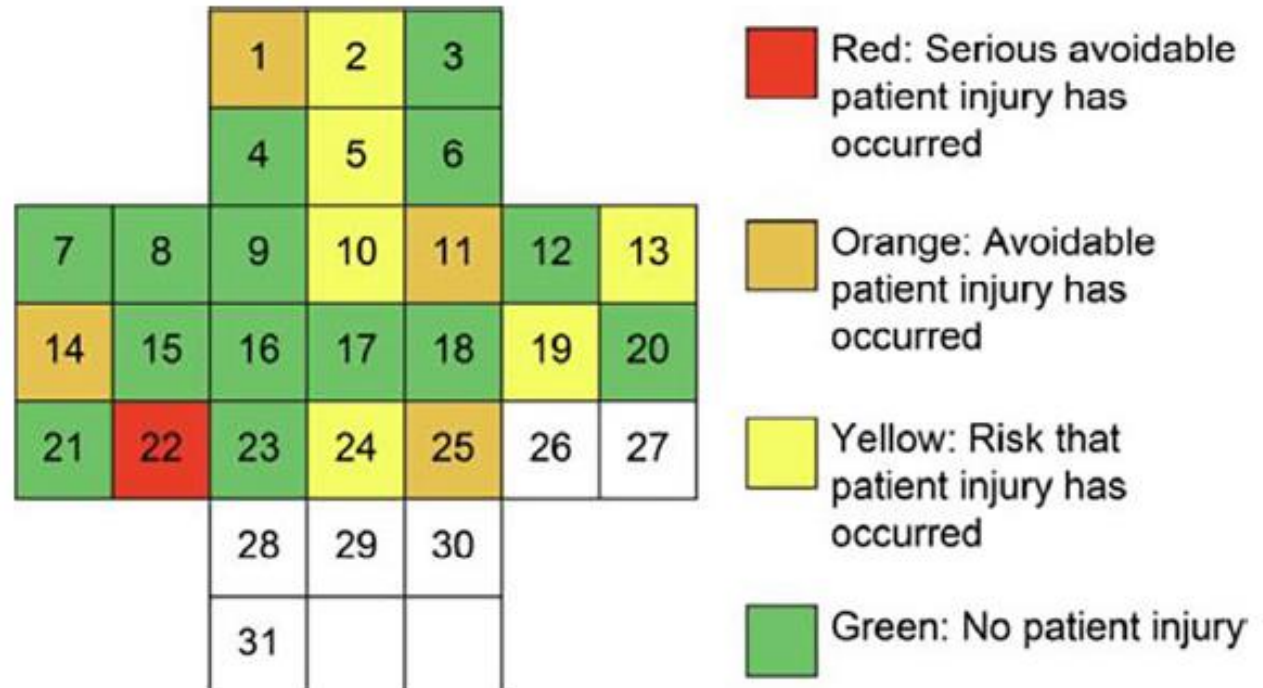 1 2 3
4 5 6
7 8 9 10 11 12 13
14 15 16 17 18 19 20
21 22 23 24 25 26 27
28 29 30
31
Red: Serious avoidable
patient injury has
occurred
Orange: Avoidable
patient injury has
occurred
Yellow: Risk that
patient injury has
occurred
Green: No patient injury